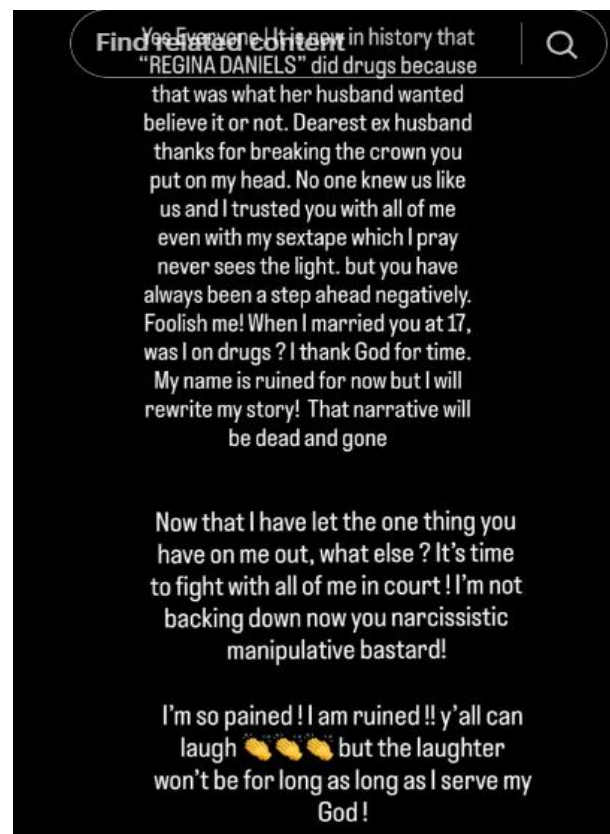 Yes Everyone ! It is now in history that
Find related content
“REGINA DANIELS” did drugs because
that was what her husband wanted
believe it or not. Dearest ex husband
thanks for breaking the crown you
put on my head. No one knew us like
us and I trusted you with all of me
even with my sextape which I pray
never sees the light. but you have
always been a step ahead negatively.
Foolish me! When I married you at 17,
was I on drugs ? I thank God for time.
My name is ruined for now but I will
rewrite my story! That narrative will
be dead and gone
Now that I have let the one thing you
have on me out, what else ? It’s time
to fight with all of me in court ! I’m not
backing down now you narcissistic
manipulative bastard!
I’m so pained ! I am ruined !! y’all can
laugh 👏👏👏 but the laughter
won’t be for long as long as I serve my
God !